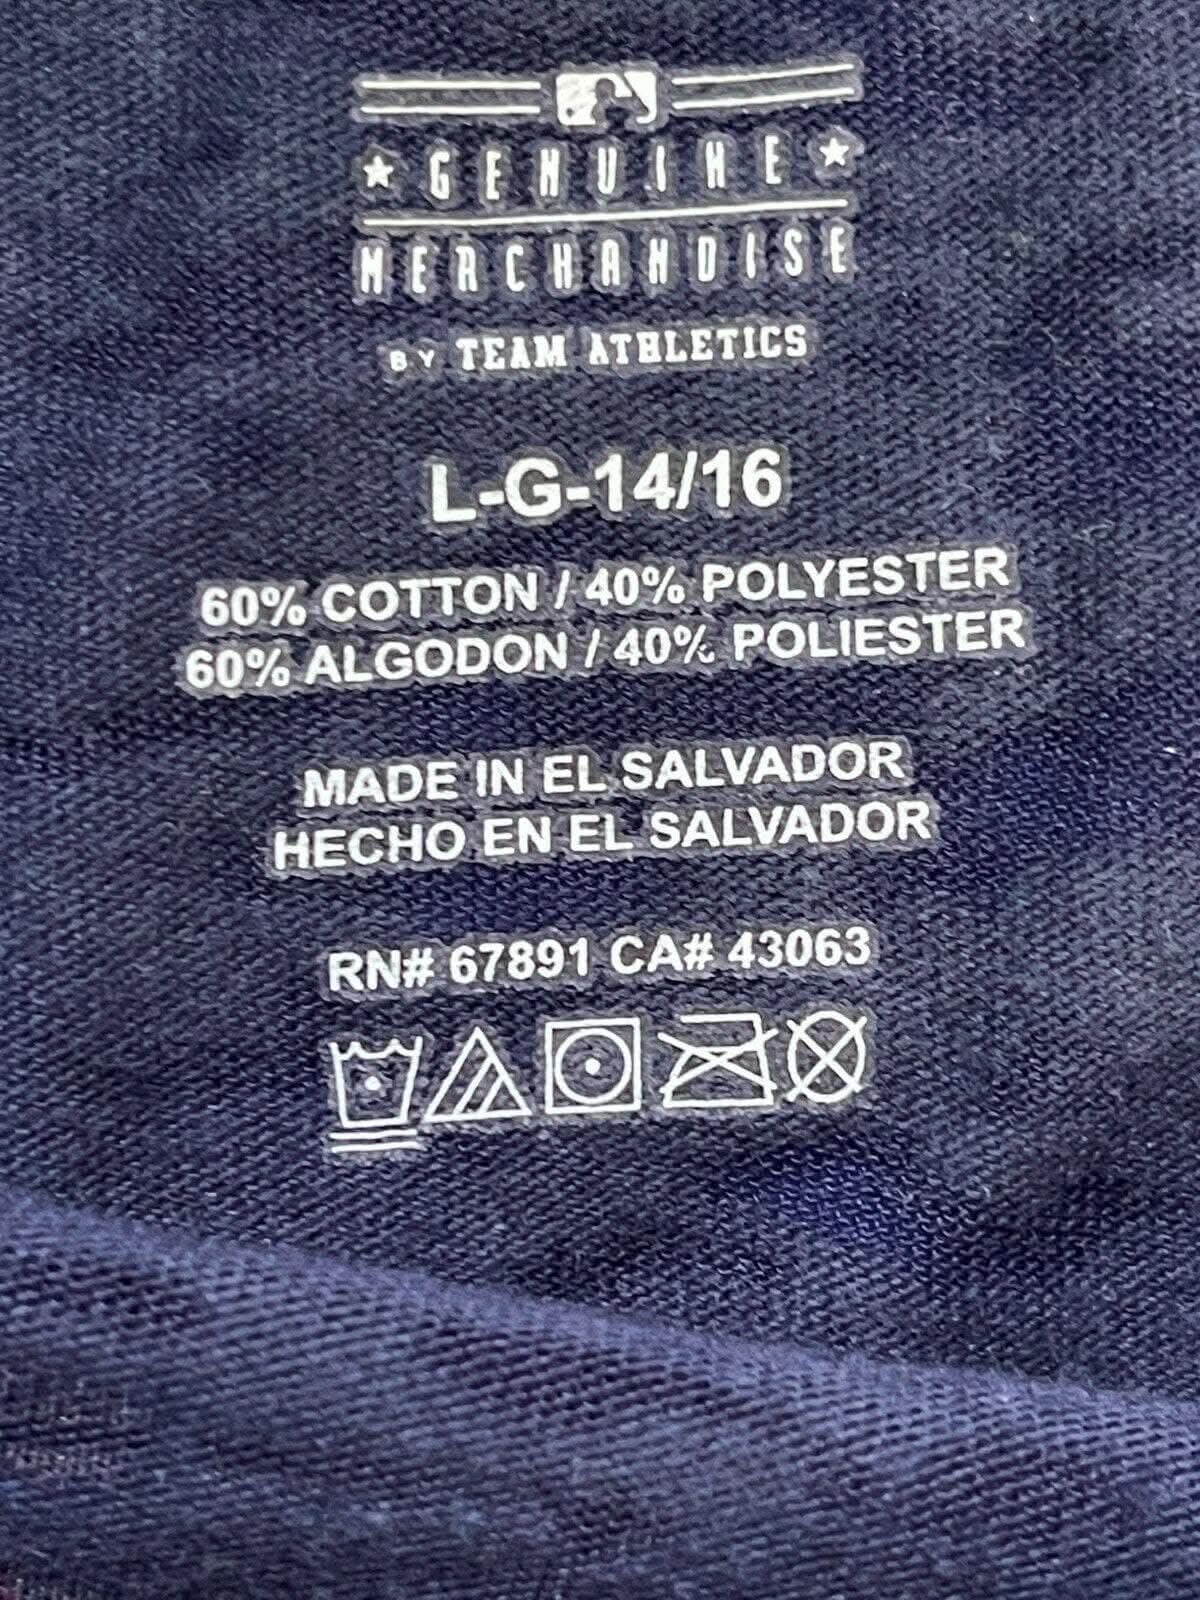 ★ GENUINE ★
MERCHANDISE
BY TEAM ATHLETICS
L-G-14/16
60% COTTON / 40% POLYESTER
60% ALGODON / 40% POLIESTER
MADE IN EL SALVADOR
HECHO EN EL SALVADOR
RN# 67891 CA# 43063